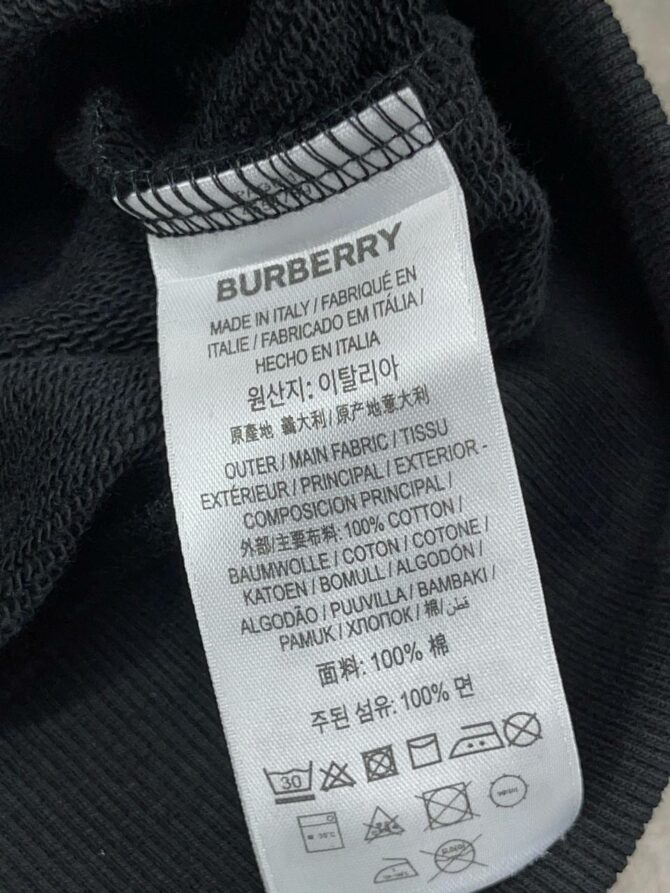 BURBERRY
MADE IN ITALY / FABRIQUÉ EN
ITALIE / FABRICADO EM ITÁLIA /
HECHO EN ITALIA
원산지: 이탈리아
原產地 義大利 / 原产地意大利
OUTER / MAIN FABRIC / TISSU
EXTÉRIEUR / PRINCIPAL / EXTERIOR -
COMPOSICION PRINCIPAL /
外部/主要布料: 100% COTTON /
BAUMWOLLE / COTON / COTONE /
KATOEN / BOMULL / ALGODÓN /
ALGODÃO / PUUVILLA / BAMBAKI /
PAMUK / ХЛОПОК / 棉/ قطن
面料: 100% 棉
주된 섬유: 100% 면
30